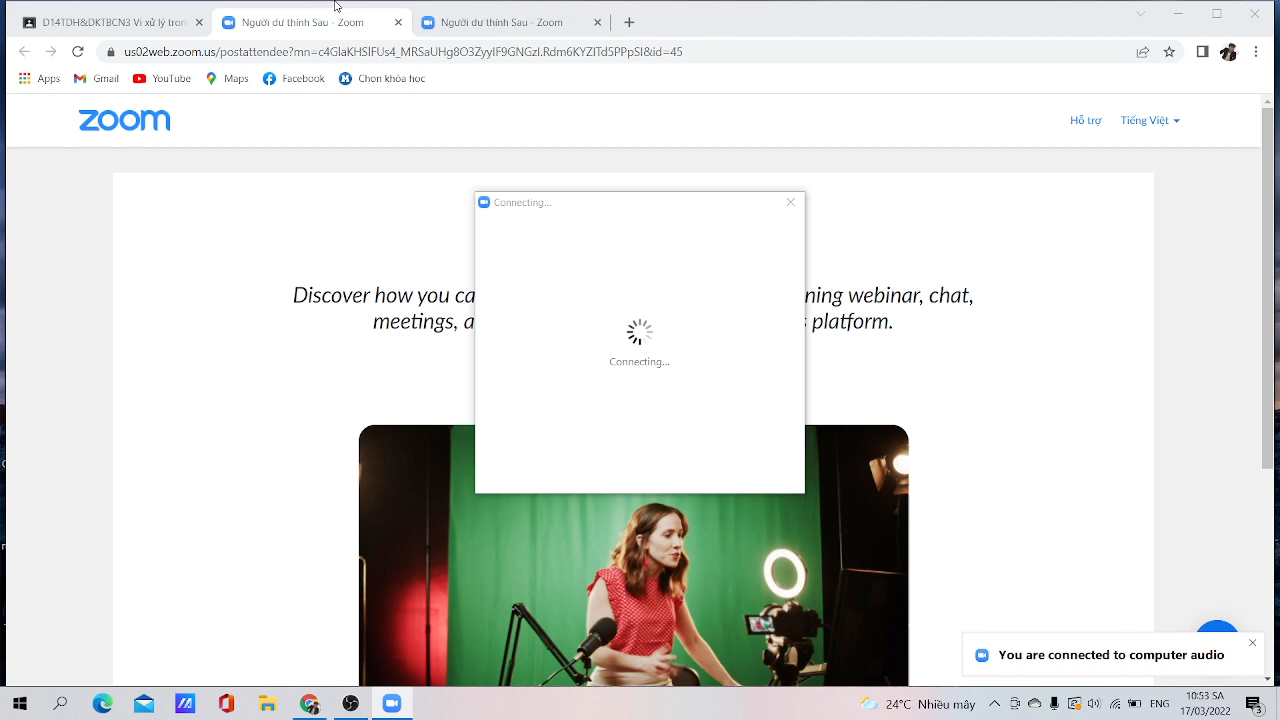 D14TDH&DKTBCN3 Vi xử lý tron
Người dự thính Sau - Zoom
Người dự thính Sau - Zoom
us02web.zoom.us/postattendee?mn=c4GlaKHSIFUs4_MRSaUHg8O3ZyyIF9GNGzI.Rdm6KYZITd5PPpSI&id=45
Apps
Gmail
YouTube
Maps
Facebook
Chọn khóa học
zoom
Hỗ trợ
Tiếng Việt
Connecting...
Discover how you ca
ning webinar, chat,
meetings, a
s platform.
Connecting...
You are connected to computer audio
24°C Nhiều mây
ENG
10:53 SA
17/03/2022
3